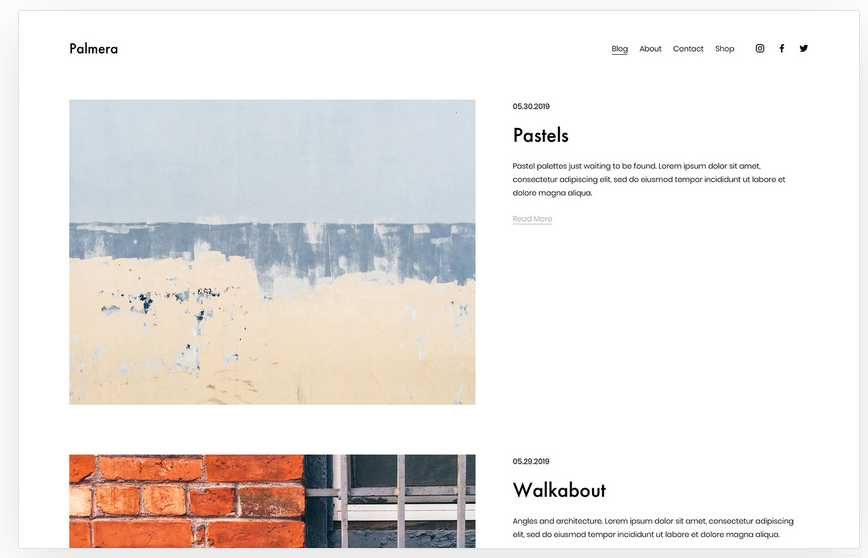 Palmera
Blog About Contact Shop
05.30.2019
Pastels
Pastel palettes just waiting to be found. Lorem ipsum dolor sit amet,
consectetur adipiscing elit, sed do eiusmod tempor incididunt ut labore et
dolore magna aliqua.
Read More
05.29.2019
Walkabout
Angles and architecture. Lorem ipsum dolor sit amet, consectetur adipiscing
elit, sed do eiusmod tempor incididunt ut labore et dolore magna aliqua.